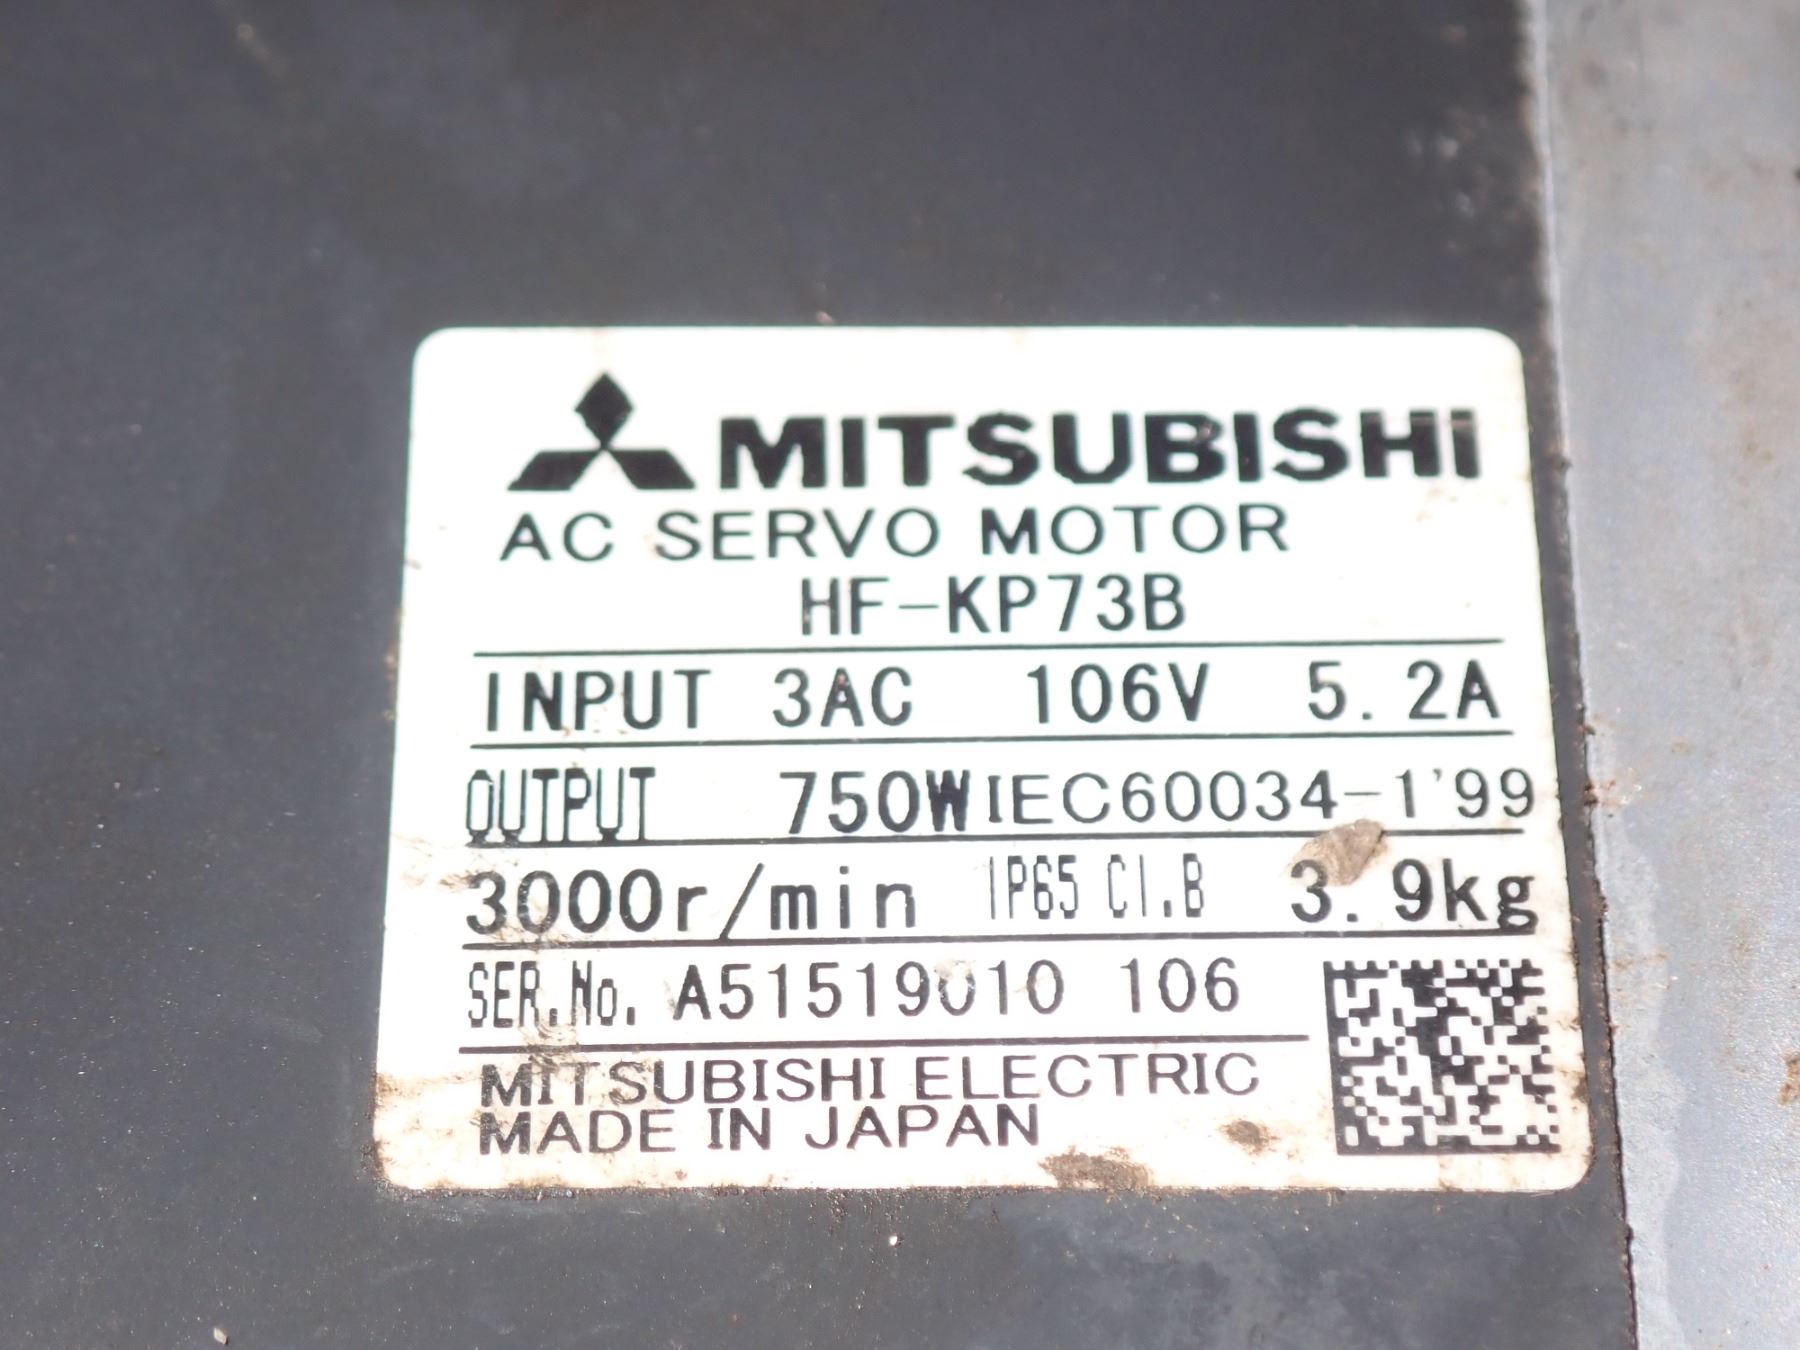 MITSUBISHI
AC SERVO MOTOR
HF-KP73B
INPUT 3AC 106V 5.2A
OUTPUT 750W IEC60034-1'99
3000r/min IP65 CI.B 3.9kg
SER.No. A51519010 106
MITSUBISHI ELECTRIC
MADE IN JAPAN